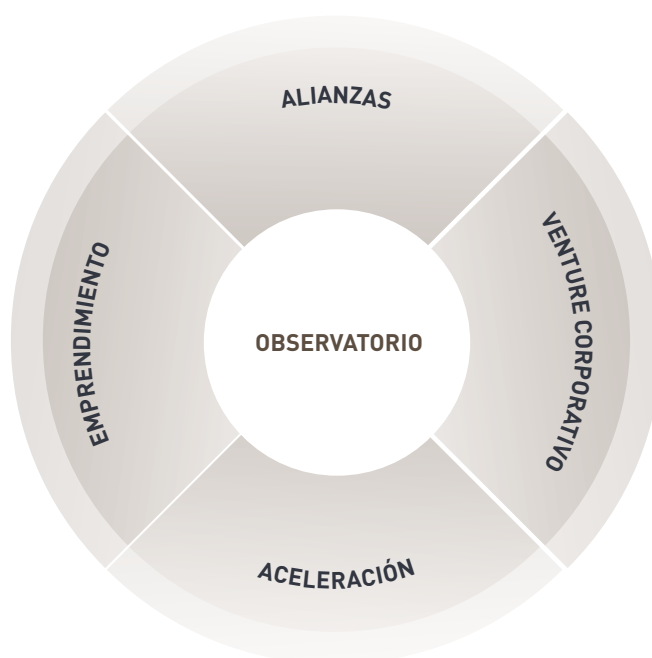 ALIANZAS
EMPRENDIMIENTO
OBSERVATORIO
VENTURE CORPORATIVO
ACELERACIÓN